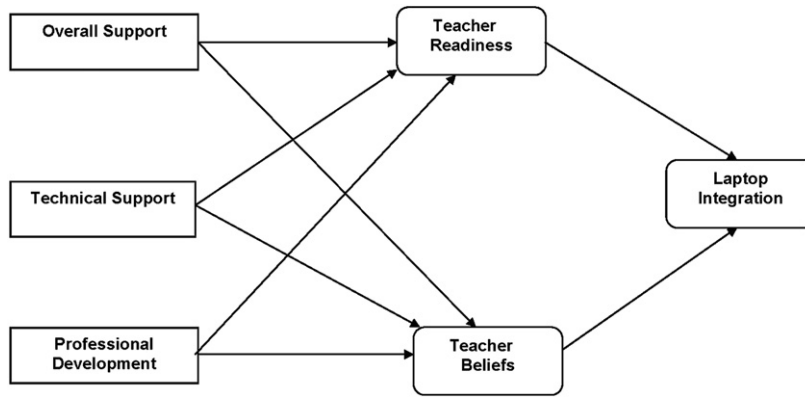 Overall Support
Teacher
Readiness
Technical Support
Laptop
Integration
Professional
Development
Teacher
Beliefs